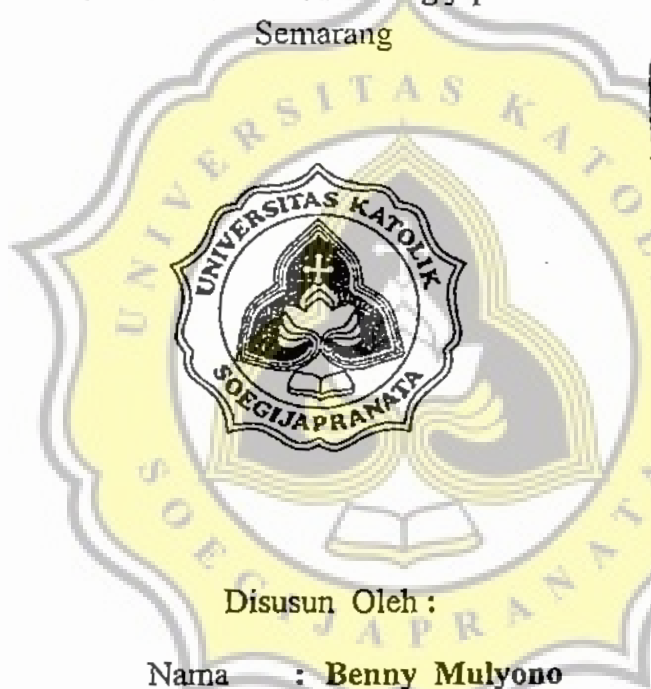 Semarang
UNIVERSITAS KATOLIK
SOEGIJAPRANATA
Disusun Oleh :
Nama : Benny Mulyono